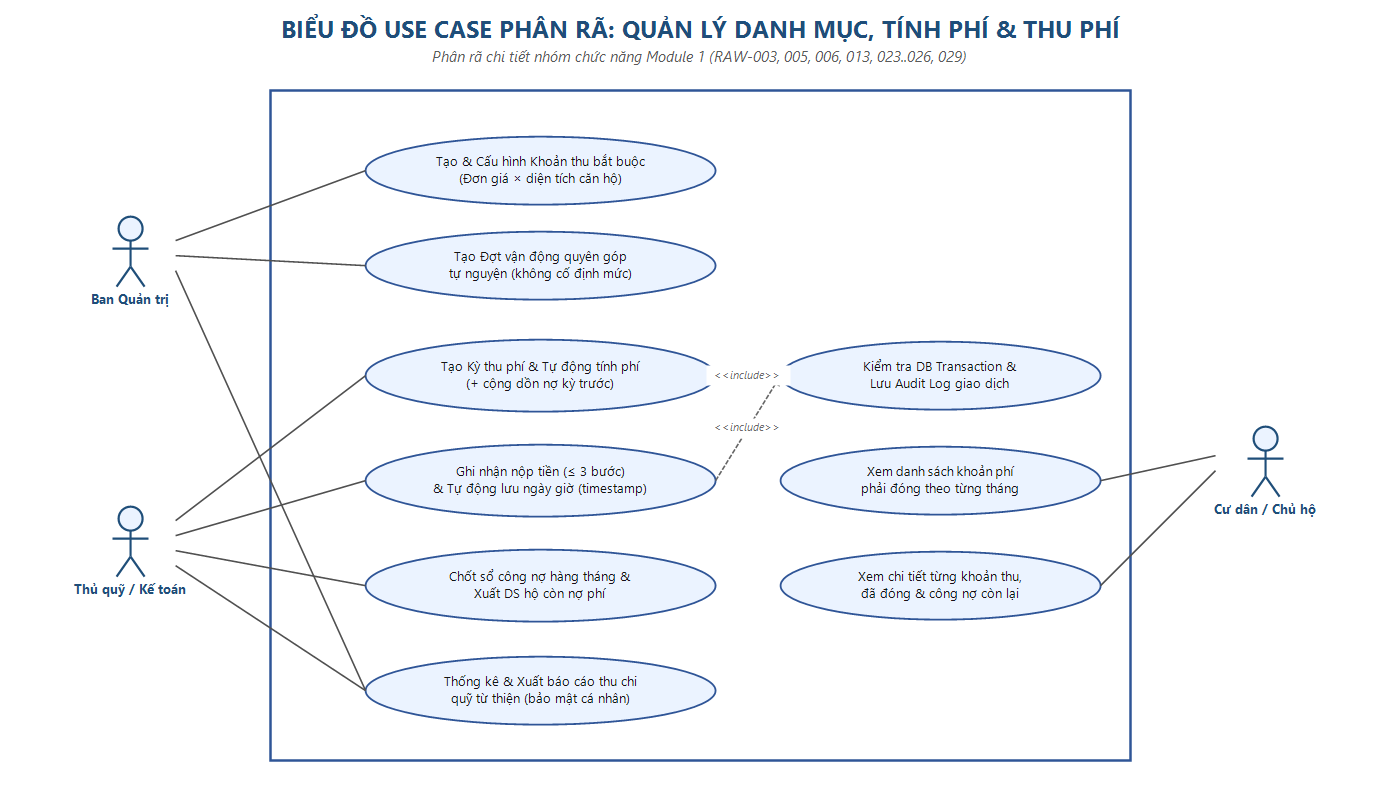 BIỂU ĐỒ USE CASE PHÂN RÃ: QUẢN LÝ DANH MỤC, TÍNH PHÍ & THU PHÍ
Phân rã chi tiết nhóm chức năng Module 1 (RAW-003, 005, 006, 013, 023..026, 029)
Tạo & Cấu hình Khoản thu bắt buộc
(Đơn giá × diện tích căn hộ)
Tạo Đợt vận động quyên góp
tự nguyện (không cố định mức)
Ban Quản trị
Tạo Kỳ thu phí & Tự động tính phí
(+ cộng dồn nợ kỳ trước)
<<include>>
Kiểm tra DB Transaction &
Lưu Audit Log giao dịch
<<include>>
Ghi nhận nộp tiền (≤ 3 bước)
& Tự động lưu ngày giờ (timestamp)
Xem danh sách khoản phí
phải đóng theo từng tháng
Cư dân / Chủ hộ
Thủ quỹ / Kế toán
Chốt sổ công nợ hàng tháng &
Xuất DS hộ còn nợ phí
Xem chi tiết từng khoản thu,
đã đóng & công nợ còn lại
Thống kê & Xuất báo cáo thu chi
quỹ từ thiện (bảo mật cá nhân)